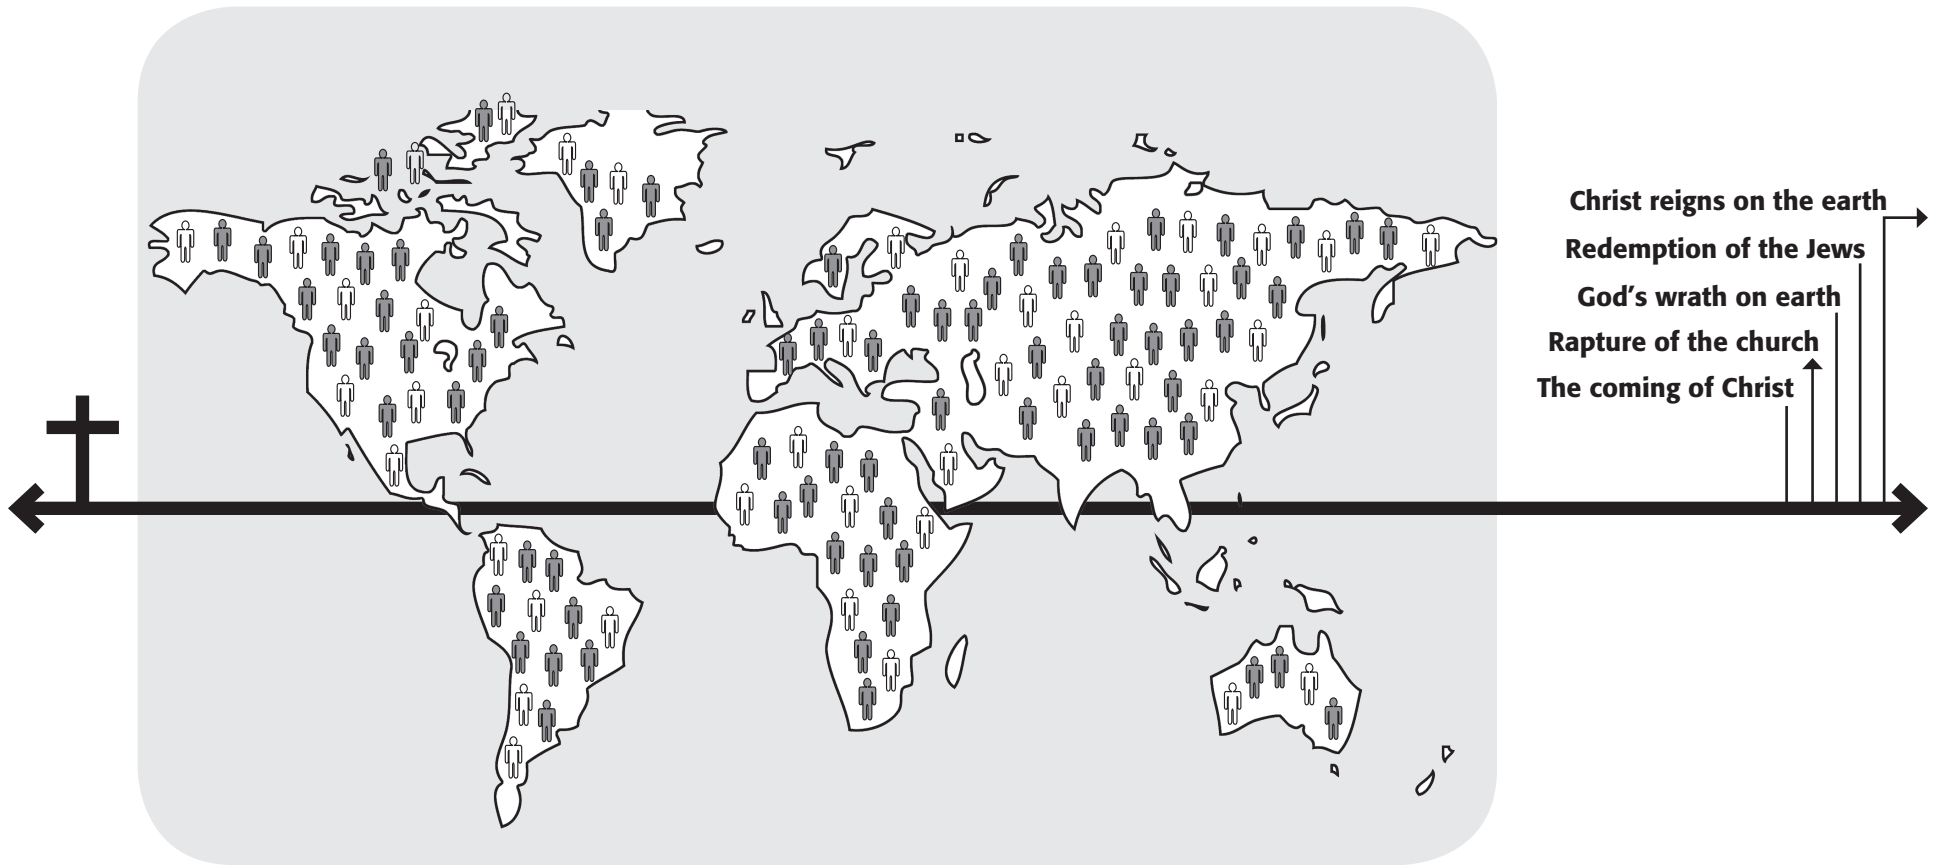 Christ reigns on the earth
Redemption of the Jews
God's wrath on earth
Rapture of the church
The coming of Christ